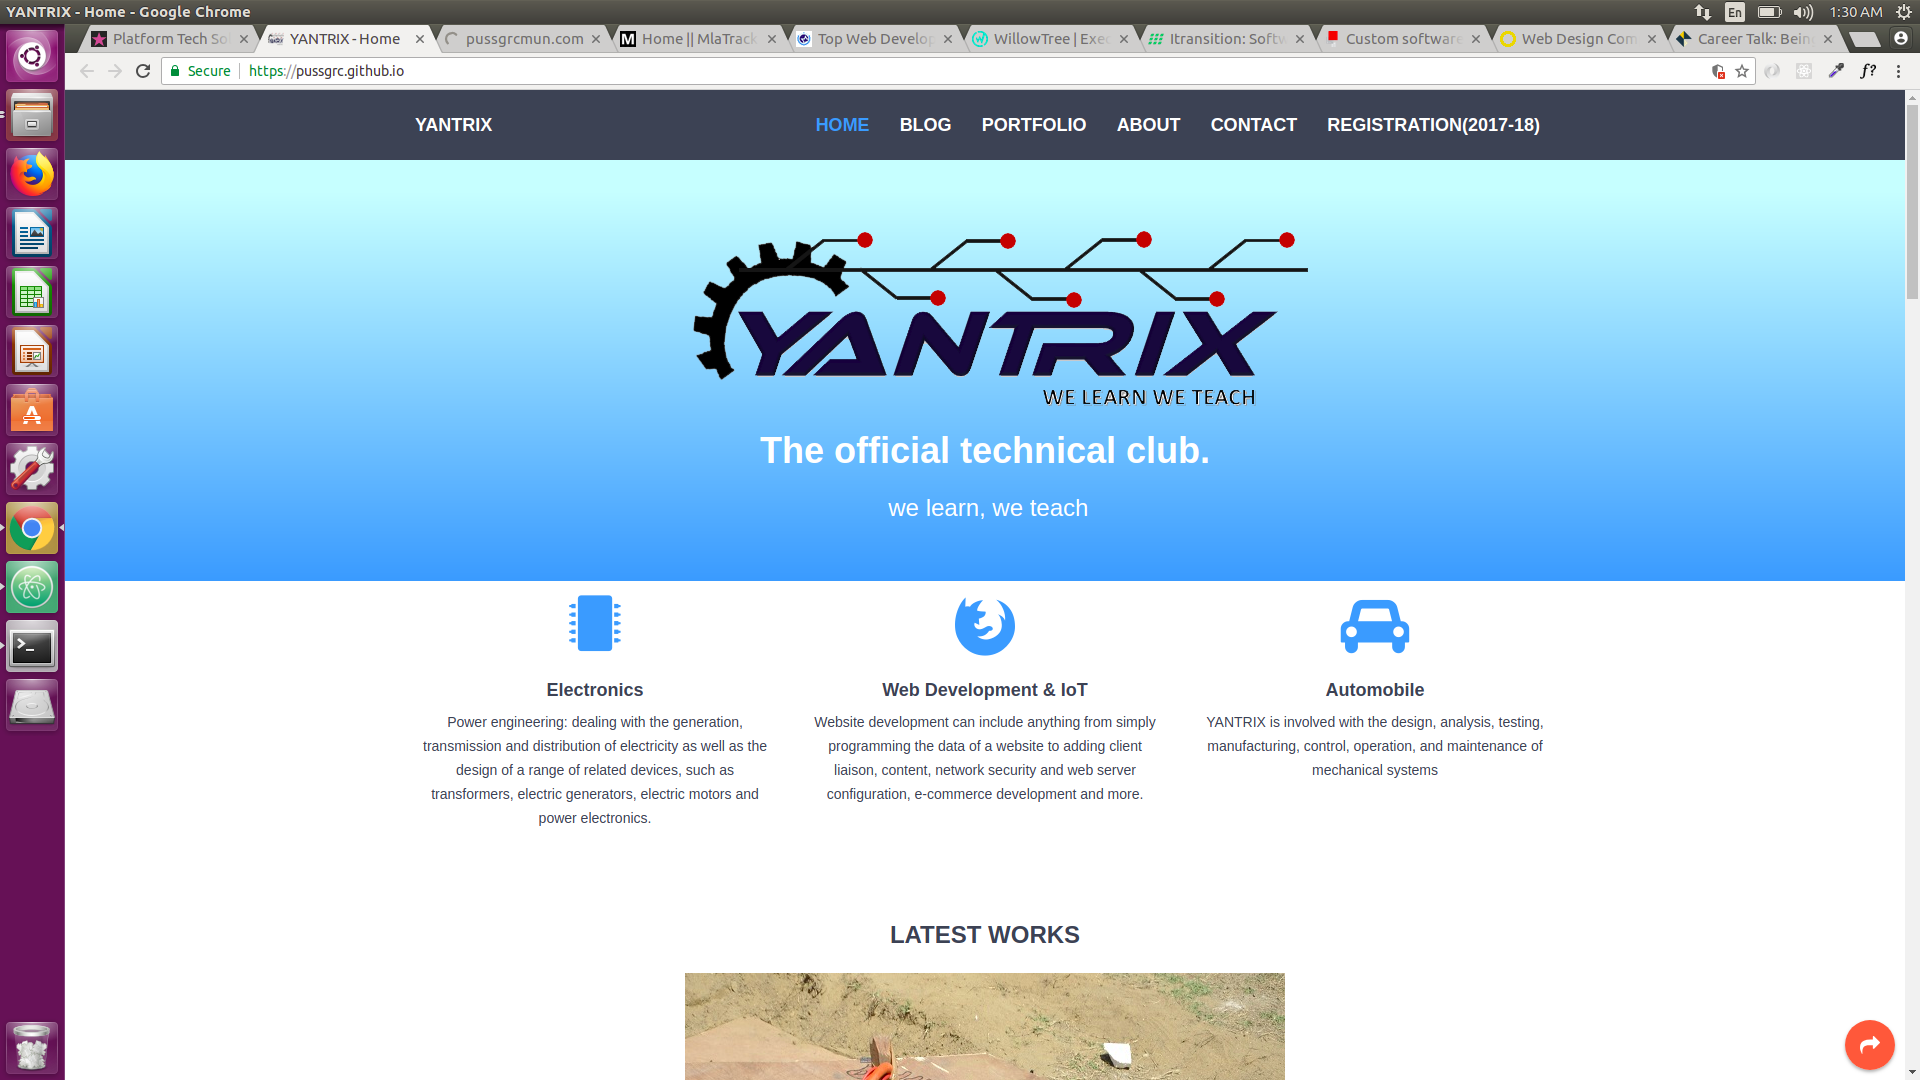 YANTRIX - Home - Google Chrome
En
1:30 AM
Platform Tech So
YANTRIX - Home
pussgrcmun.com
Home || MlaTrack
Top Web Develop
WillowTree | Exec
Itransition: Softw
Custom software
Web Design Com
Career Talk: Bein
Secure
https://pussgrc.github.io
f?
YANTRIX
HOME
BLOG
PORTFOLIO
ABOUT
CONTACT
REGISTRATION(2017-18)
YANTRIX
WE LEARN WE TEACH
The official technical club.
we learn, we teach
Electronics
Power engineering: dealing with the generation,
transmission and distribution of electricity as well as the
design of a range of related devices, such as
transformers, electric generators, electric motors and
power electronics.
Web Development & IoT
Website development can include anything from simply
programming the data of a website to adding client
liaison, content, network security and web server
configuration, e-commerce development and more.
Automobile
YANTRIX is involved with the design, analysis, testing,
manufacturing, control, operation, and maintenance of
mechanical systems
LATEST WORKS